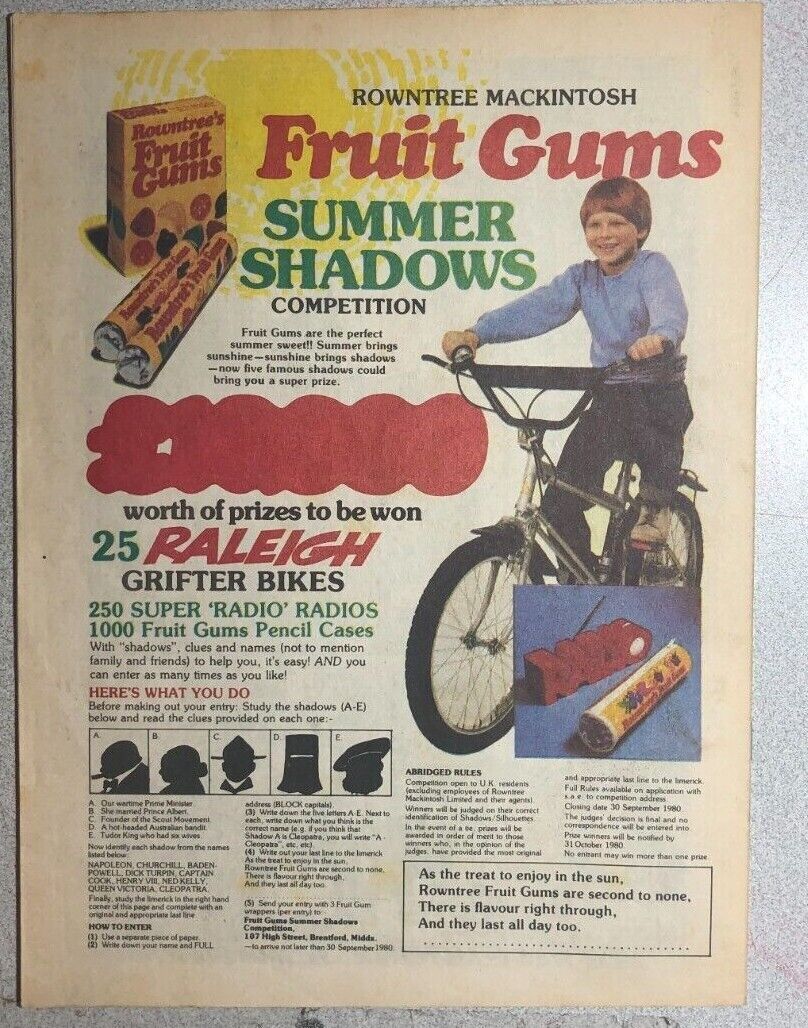 ROWNTREE MACKINTOSH
Fruit Gums
SUMMER
SHADOWS
COMPETITION
Rowntree's
Fruit
Gums
Rowntree's Fruit Gums
Rowntree's Fruit Gums
Fruit Gums are the perfect
summer sweet!! Summer brings
sunshine—sunshine brings shadows
—now five famous shadows could
bring you a super prize.
worth of prizes to be won
25 RALEIGH
GRIFTER BIKES
250 SUPER 'RADIO' RADIOS
1000 Fruit Gums Pencil Cases
With "shadows", clues and names (not to mention
family and friends) to help you, it's easy! AND you
can enter as many times as you like!
HERE'S WHAT YOU DO
Before making out your entry: Study the shadows (A-E)
below and read the clues provided on each one:-
A. B. C. D. E.
A. Our wartime Prime Minister.
B. She married Prince Albert.
C. Founder of the Scout Movement.
D. A hot-headed Australian bandit.
E. Tudor King who had six wives.
Now identify each shadow from the names
listed below:
NAPOLEON, CHURCHILL, BADEN-
POWELL, DICK TURPIN, CAPTAIN
COOK, HENRY VIII, NED KELLY,
QUEEN VICTORIA, CLEOPATRA.
Finally, study the limerick in the right hand
corner of this page and complete with an
original and appropriate last line
HOW TO ENTER
(1) Use a separate piece of paper.
(2) Write down your name and FULL
address (BLOCK capitals).
(3) Write down the five letters A-E. Next to
each, write down what you think is the
correct name (e.g. if you think that
Shadow A is Cleopatra, you will write "A -
Cleopatra", etc, etc).
(4) Write out your last line to the limerick
As the treat to enjoy in the sun,
Rowntree Fruit Gums are second to none,
There is flavour right through,
And they last all day too.
(5) Send your entry with 3 Fruit Gum
wrappers (per entry) to:
Fruit Gums Summer Shadows
Competition,
107 High Street, Brentford, Middx.
—to arrive not later than 30 September 1980.
ABRIDGED RULES
Competition open to U.K. residents
(excluding employees of Rowntree
Mackintosh Limited and their agents).
Winners will be judged on their correct
identification of Shadows/Silhouettes
In the event of a tie, prizes will be
awarded in order of merit to those
winners who, in the opinion of the
judges, have provided the most original
and appropriate last line to the limerick.
Full Rules available on application with
s.a.e. to competition address.
Closing date 30 September 1980
The judges' decision is final and no
correspondence will be entered into
Prize winners will be notified by
31 October 1980.
No entrant may win more than one prize
As the treat to enjoy in the sun,
Rowntree Fruit Gums are second to none,
There is flavour right through,
And they last all day too.